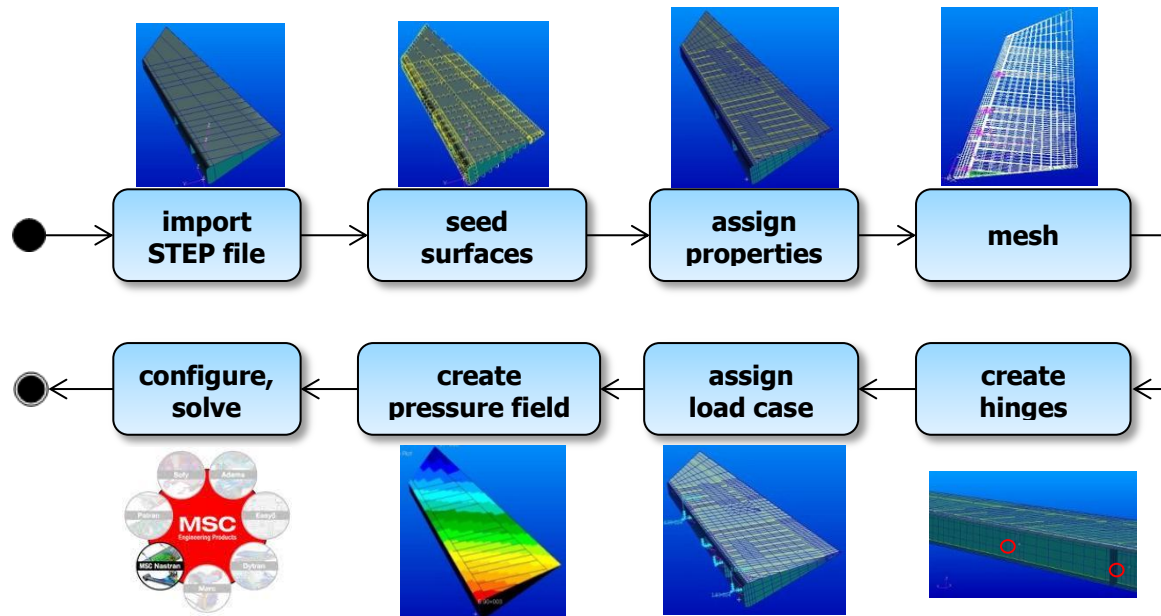 import
STEP file
seed
surfaces
assign
properties
mesh
configure,
solve
create
pressure field
assign
load case
create
hinges
Sofy
Adams
Patran
Easy5
MSC
Engineering Products
MSC Nastran
Dytran
Marc